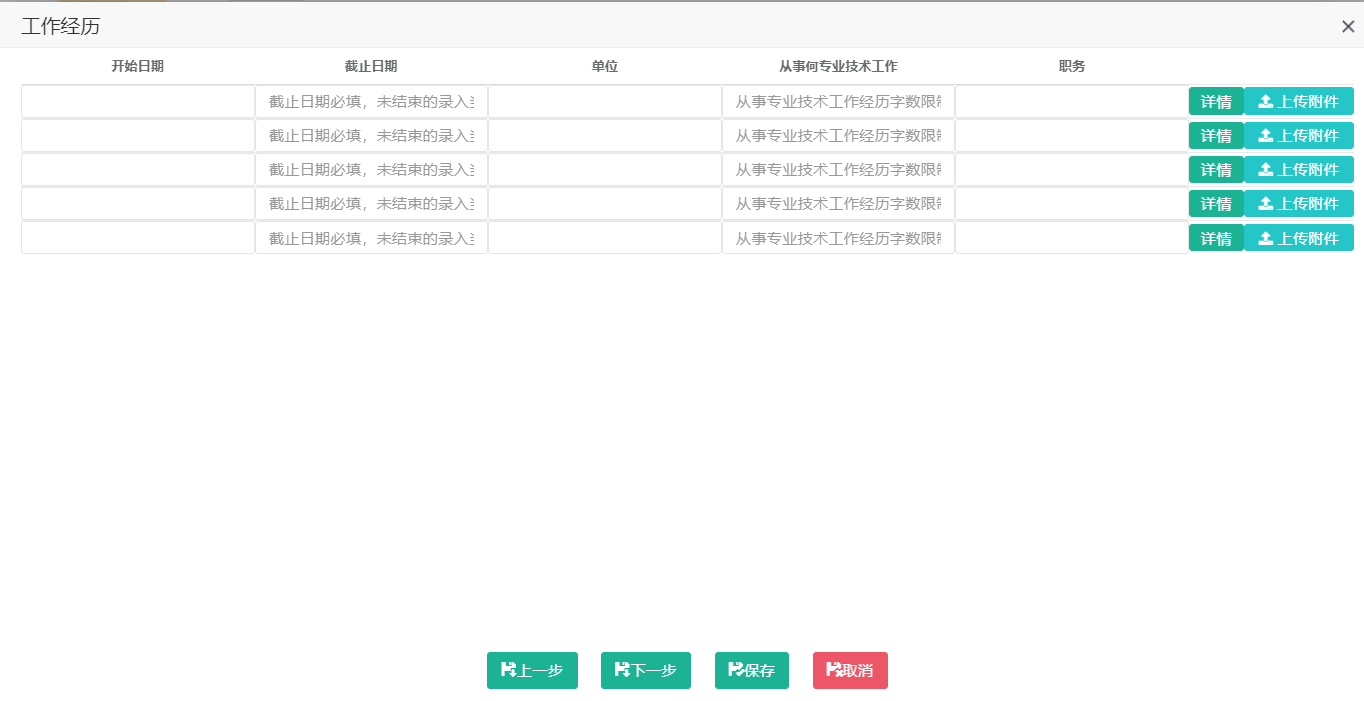 工作经历
开始日期 截止日期 单位 从事何专业技术工作 职务
截止日期必填，未结束的录入 从事专业技术工作经历字数限 详情 上传附件
截止日期必填，未结束的录入 从事专业技术工作经历字数限 详情 上传附件
截止日期必填，未结束的录入 从事专业技术工作经历字数限 详情 上传附件
截止日期必填，未结束的录入 从事专业技术工作经历字数限 详情 上传附件
截止日期必填，未结束的录入 从事专业技术工作经历字数限 详情 上传附件
上一步 下一步 保存 取消